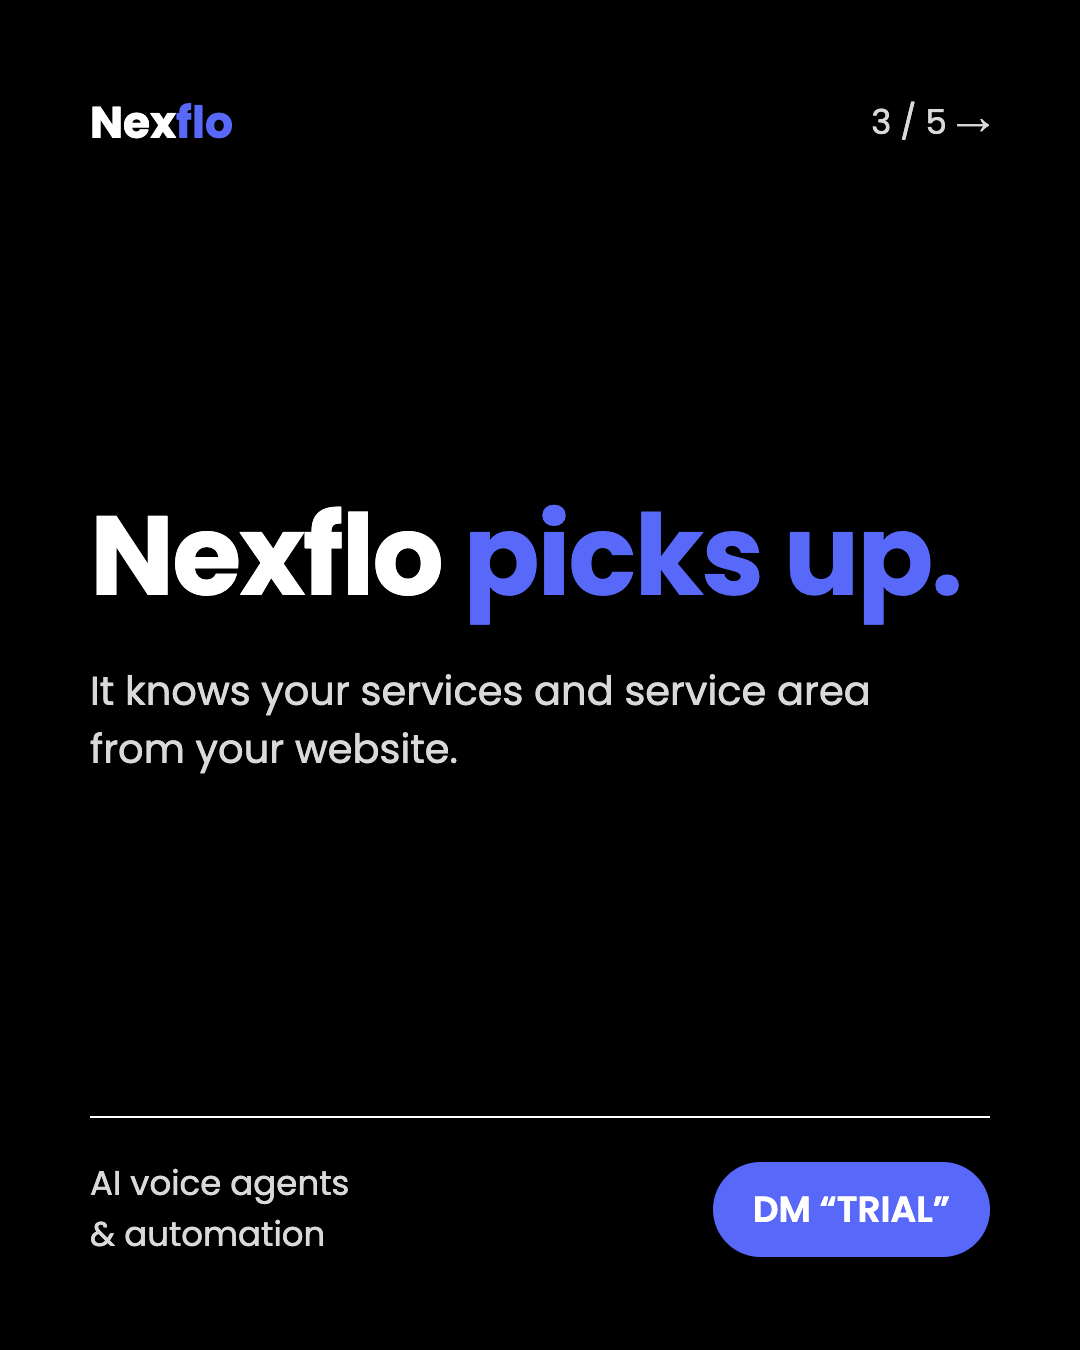 Nexflo
3 / 5 →
Nexflo picks up.
It knows your services and service area
from your website.
AI voice agents
& automation
DM “TRIAL”